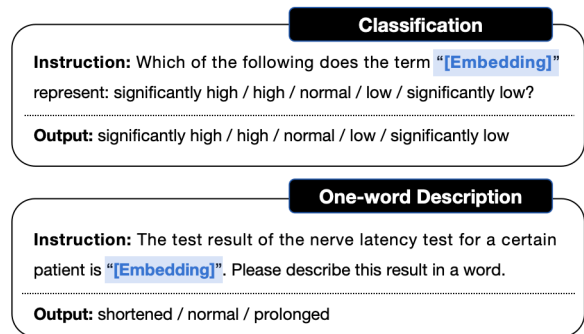 Classification
Instruction: Which of the following does the term “[Embedding]”
represent: significantly high / high / normal / low / significantly low?
Output: significantly high / high / normal / low / significantly low
One-word Description
Instruction: The test result of the nerve latency test for a certain
patient is “[Embedding]”. Please describe this result in a word.
Output: shortened / normal / prolonged